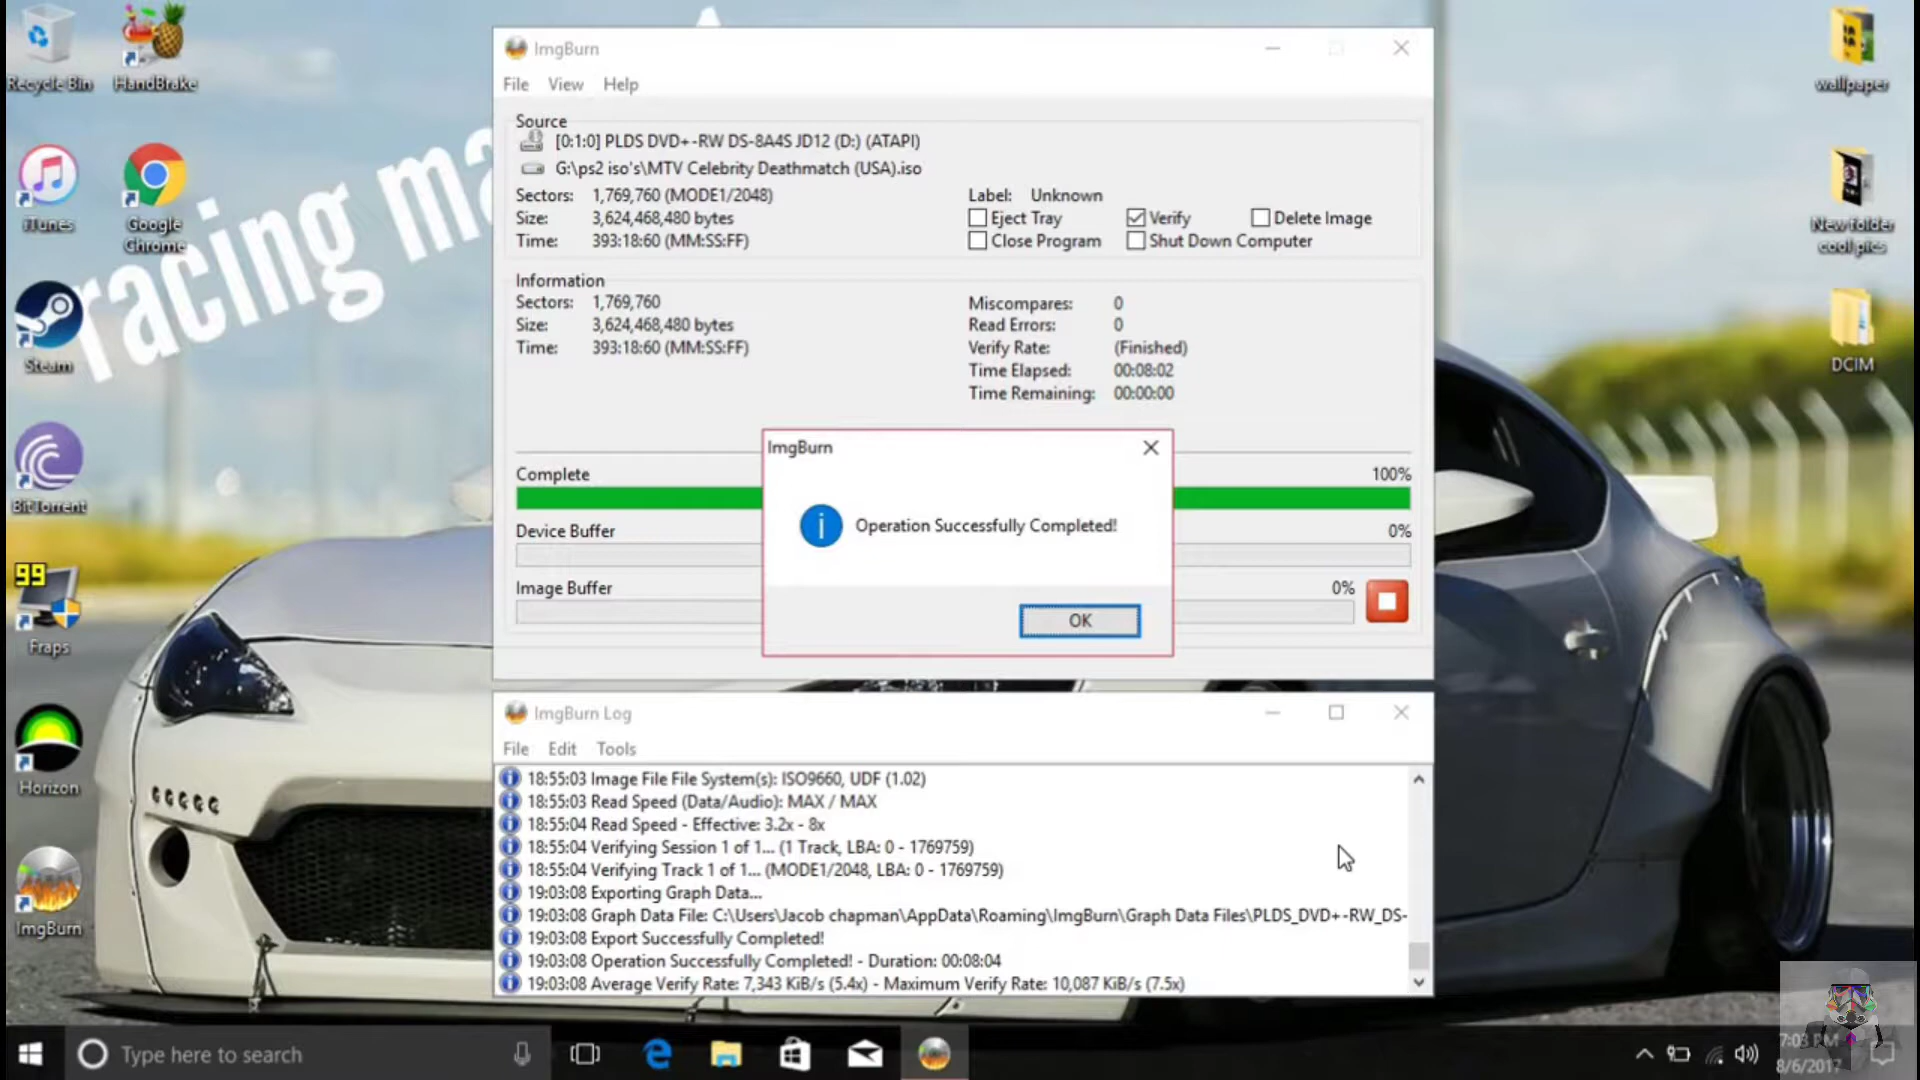 Recycle Bin
HandBrake
iTunes
Google
Chrome
Steam
BitTorrent
99
Fraps
Horizon
ImgBurn
racing
ImgBurn
File View Help
Source
[0:1:0] PLDS DVD+-RW DS-8A4S JD12 (D:) (ATAPI)
G:\ps2 iso's\MTV Celebrity Deathmatch (USA).iso
Sectors: 1,769,760 (MODE1/2048)
Size: 3,624,468,480 bytes
Time: 393:18:60 (MM:SS:FF)
Label: Unknown
Eject Tray Verify Delete Image
Close Program Shut Down Computer
Information
Sectors: 1,769,760
Size: 3,624,468,480 bytes
Time: 393:18:60 (MM:SS:FF)
Miscompares: 0
Read Errors: 0
Verify Rate: (Finished)
Time Elapsed: 00:08:02
Time Remaining: 00:00:00
Complete 100%
Device Buffer 0%
Image Buffer 0%
ImgBurn
Operation Successfully Completed!
OK
ImgBurn Log
File Edit Tools
18:55:03 Image File File System(s): ISO9660, UDF (1.02)
18:55:03 Read Speed (Data/Audio): MAX / MAX
18:55:04 Read Speed - Effective: 3.2x - 8x
18:55:04 Verifying Session 1 of 1... (1 Track, LBA: 0 - 1769759)
18:55:04 Verifying Track 1 of 1... (MODE1/2048, LBA: 0 - 1769759)
19:03:08 Exporting Graph Data...
19:03:08 Graph Data File: C:\Users\Jacob chapman\AppData\Roaming\ImgBurn\Graph Data Files\PLDS_DVD+-RW_DS-
19:03:08 Export Successfully Completed!
19:03:08 Operation Successfully Completed! - Duration: 00:08:04
19:03:08 Average Verify Rate: 7,343 KiB/s (5.4x) - Maximum Verify Rate: 10,087 KiB/s (7.5x)
wallpaper
New folder
cool pics
DCIM
Type here to search
7:03 PM
8/6/2017